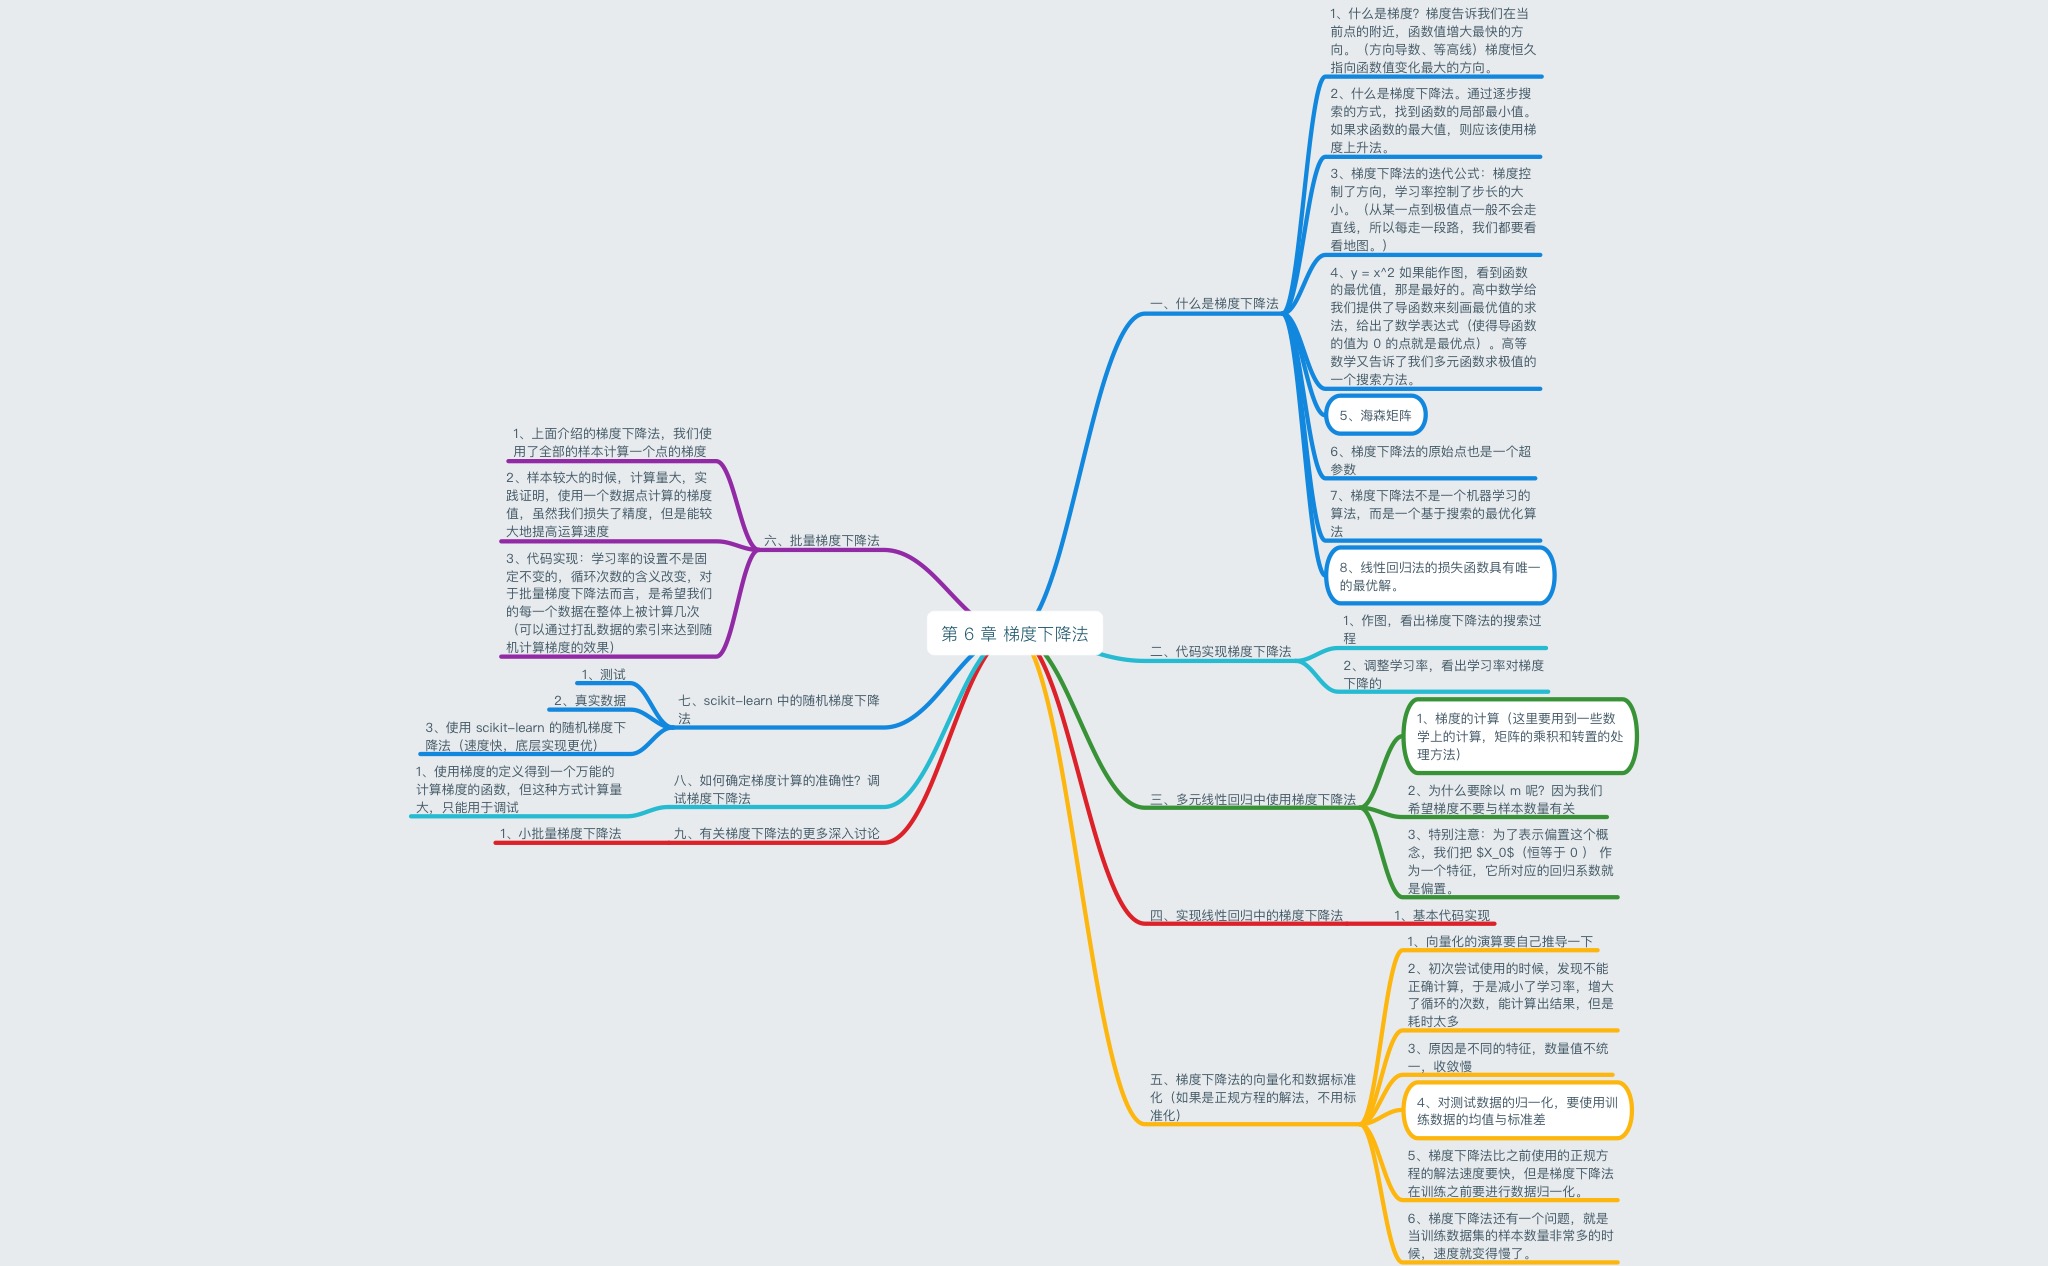 第 6 章 梯度下降法
一、什么是梯度下降法
1、什么是梯度？梯度告诉我们在当
前点的附近，函数值增大最快的方
向。（方向导数、等高线）梯度恒久
指向函数值变化最大的方向。
2、什么是梯度下降法。通过逐步搜
索的方式，找到函数的局部最小值。
如果求函数的最大值，则应该使用梯
度上升法。
3、梯度下降法的迭代公式：梯度控
制了方向，学习率控制了步长的大
小。（从某一点到极值点一般不会走
直线，所以每走一段路，我们都要看
看地图。）
4、y = x^2 如果能作图，看到函数
的最优值，那是最好的。高中数学给
我们提供了导函数来刻画最优值的求
法，给出了数学表达式（使得导函数
的值为 0 的点就是最优点）。高等
数学又告诉了我们多元函数求极值的
一个搜索方法。
5、海森矩阵
6、梯度下降法的原始点也是一个超
参数
7、梯度下降法不是一个机器学习的
算法，而是一个基于搜索的最优化算
法
8、线性回归法的损失函数具有唯一
的最优解。
二、代码实现梯度下降法
1、作图，看出梯度下降法的搜索过
程
2、调整学习率，看出学习率对梯度
下降的
三、多元线性回归中使用梯度下降法
1、梯度的计算（这里要用到一些数
学上的计算，矩阵的乘积和转置的处
理方法）
2、为什么要除以 m 呢？因为我们
希望梯度不要与样本数量有关
3、特别注意：为了表示偏置这个概
念，我们把 $X_0$（恒等于 0 ） 作
为一个特征，它所对应的回归系数就
是偏置。
四、实现线性回归中的梯度下降法
1、基本代码实现
五、梯度下降法的向量化和数据标准
化（如果是正规方程的解法，不用标
准化）
1、向量化的演算要自己推导一下
2、初次尝试使用的时候，发现不能
正确计算，于是减小了学习率，增大
了循环的次数，能计算出结果，但是
耗时太多
3、原因是不同的特征，数量值不统
一，收敛慢
4、对测试数据的归一化，要使用训
练数据的均值与标准差
5、梯度下降法比之前使用的正规方
程的解法速度要快，但是梯度下降法
在训练之前要进行数据归一化。
6、梯度下降法还有一个问题，就是
当训练数据集的样本数量非常多的时
候，速度就变得慢了。
六、批量梯度下降法
1、上面介绍的梯度下降法，我们使
用了全部的样本计算一个点的梯度
2、样本较大的时候，计算量大，实
践证明，使用一个数据点计算的梯度
值，虽然我们损失了精度，但是能较
大地提高运算速度
3、代码实现：学习率的设置不是固
定不变的，循环次数的含义改变，对
于批量梯度下降法而言，是希望我们
的每一个数据在整体上被计算几次
（可以通过打乱数据的索引来达到随
机计算梯度的效果）
七、scikit-learn 中的随机梯度下降
法
1、测试
2、真实数据
3、使用 scikit-learn 的随机梯度下
降法（速度快，底层实现更优）
八、如何确定梯度计算的准确性？调
试梯度下降法
1、使用梯度的定义得到一个万能的
计算梯度的函数，但这种方式计算量
大，只能用于调试
九、有关梯度下降法的更多深入讨论
1、小批量梯度下降法